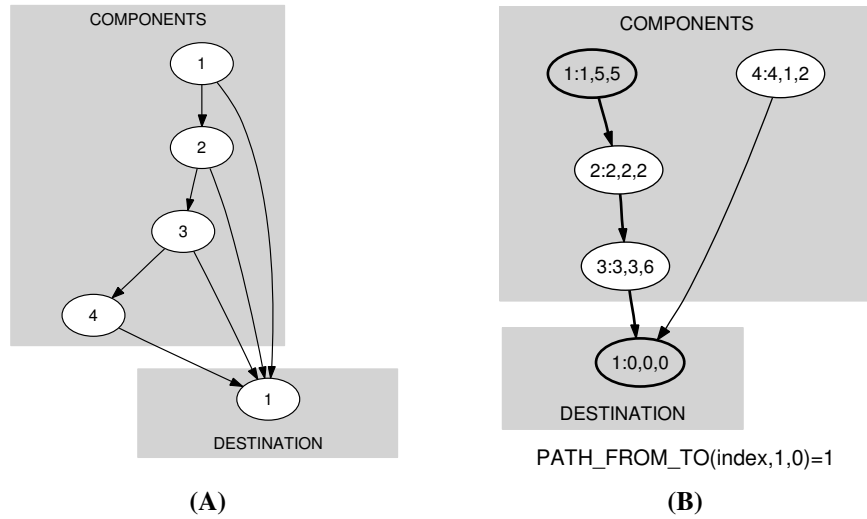 COMPONENTS
1
2
3
4
1
DESTINATION
(A)
COMPONENTS
1:1,5,5
4:4,1,2
2:2,2,2
3:3,3,6
1:0,0,0
DESTINATION
PATH_FROM_TO(index,1,0)=1
(B)